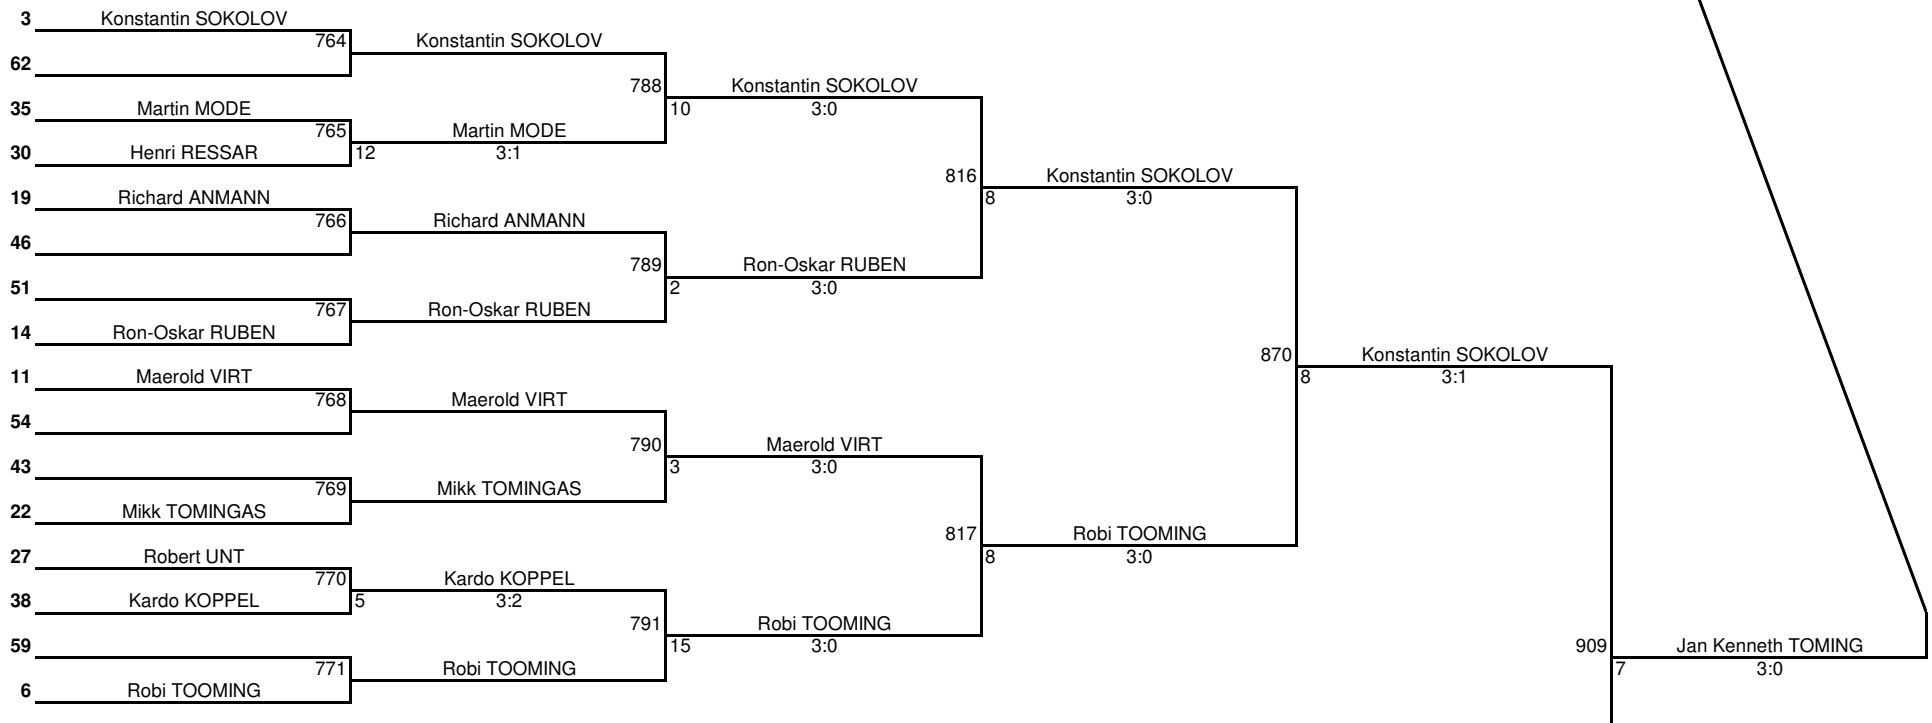 3 Konstantin SOKOLOV
764 Konstantin SOKOLOV
62
788 Konstantin SOKOLOV
35 Martin MODE
10 3:0
765 Martin MODE
30 Henri RESSAR
12 3:1
816 Konstantin SOKOLOV
19 Richard ANMANN
8 3:0
766 Richard ANMANN
46
789 Ron-Oskar RUBEN
51
2 3:0
767 Ron-Oskar RUBEN
14 Ron-Oskar RUBEN
870 Konstantin SOKOLOV
11 Maerold VIRT
8 3:1
768 Maerold VIRT
54
790 Maerold VIRT
43
3 3:0
769 Mikk TOMINGAS
22 Mikk TOMINGAS
817 Robi TOOMING
27 Robert UNT
8 3:0
770 Kardo KOPPEL
38 Kardo KOPPEL
5 3:2
791 Robi TOOMING
59
15 3:0
909 Jan Kenneth TOMING
771 Robi TOOMING
7 3:0
6 Robi TOOMING